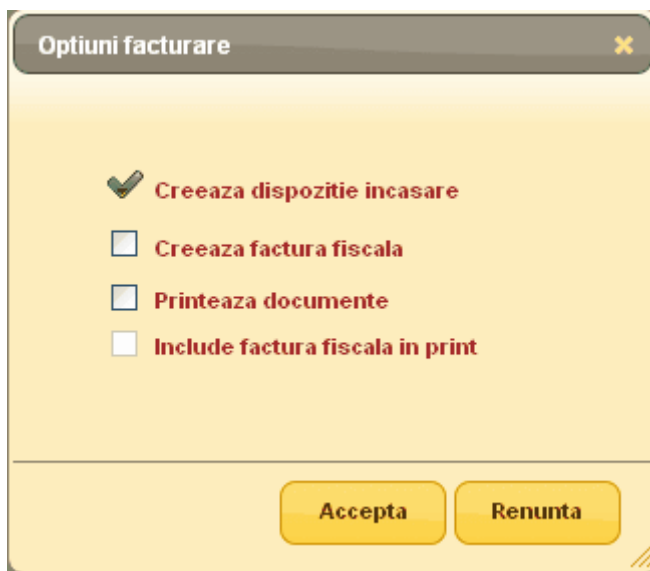 Optiuni facturare
Creeaza dispozitie incasare
Creeaza factura fiscala
Printeaza documente
Include factura fiscala in print
Accepta
Renunta